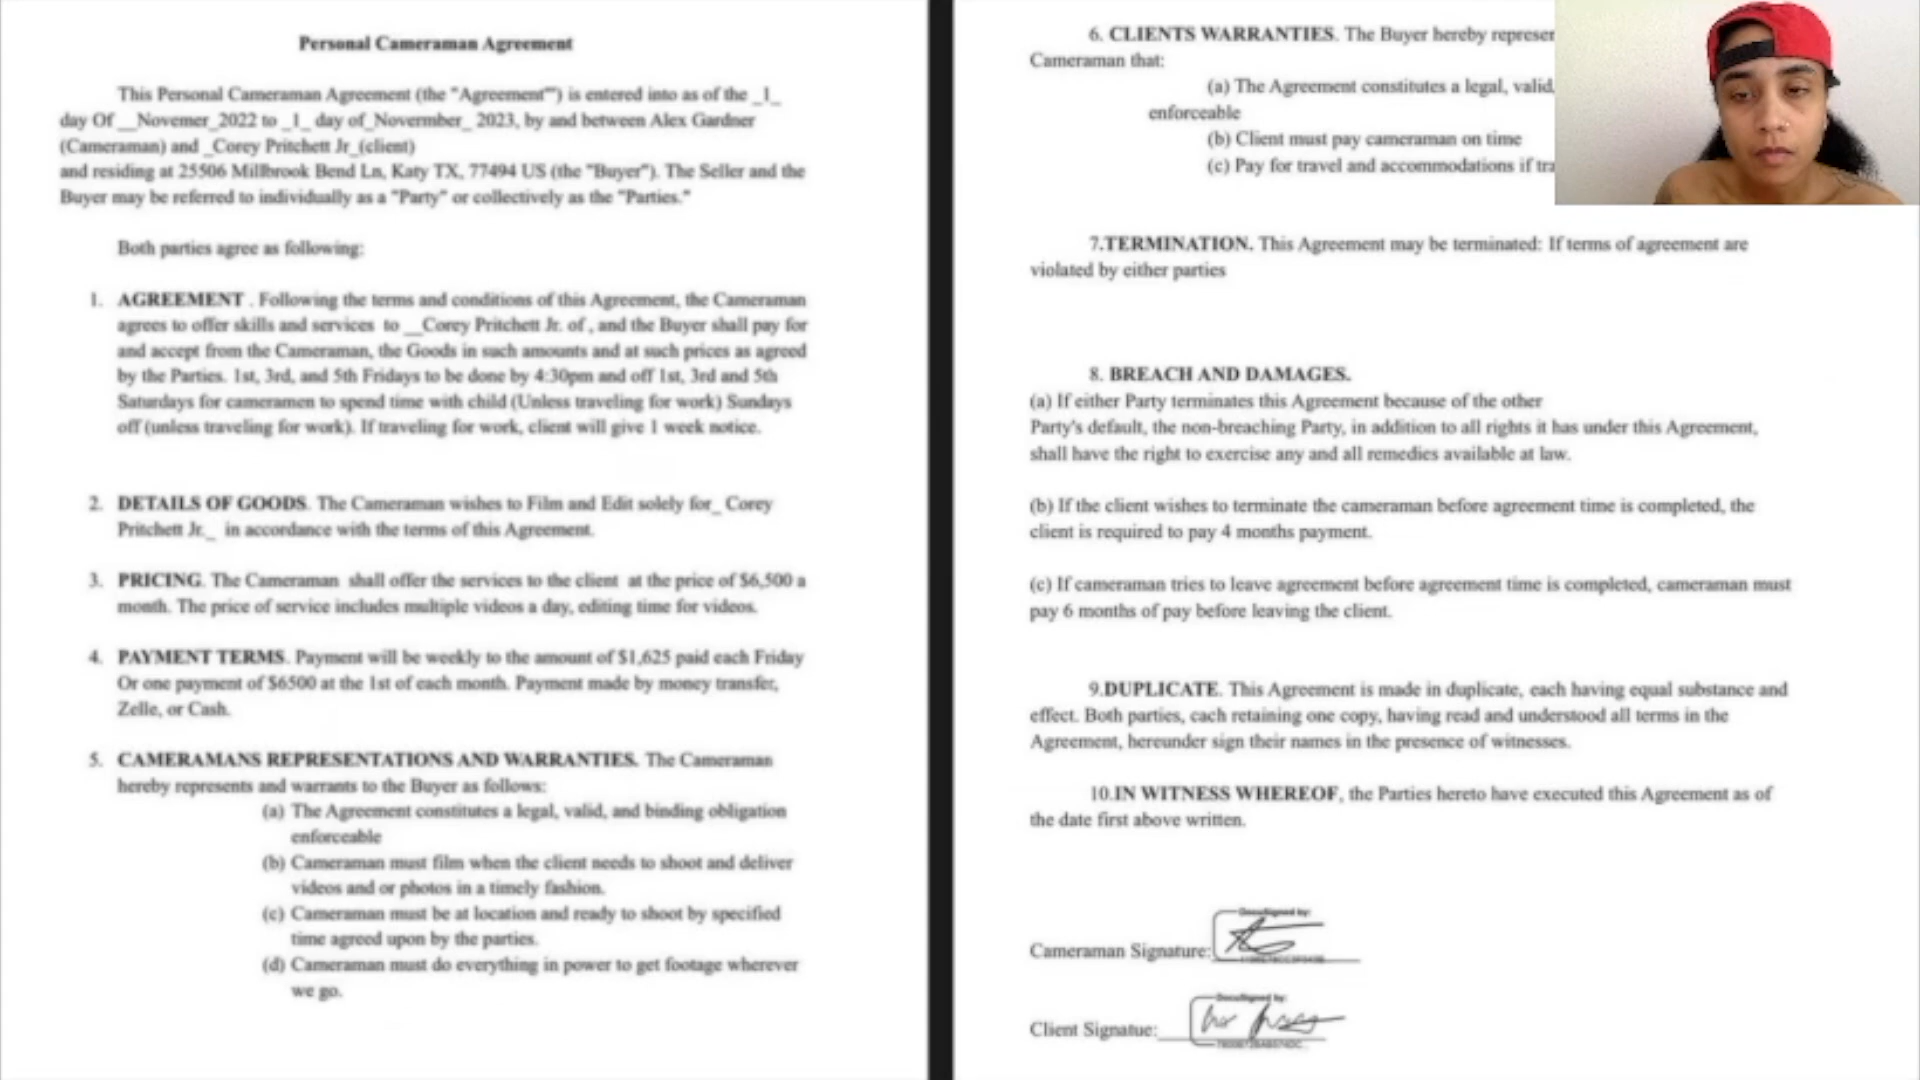 Personal Cameraman Agreement
This Personal Cameraman Agreement (the "Agreement"') is entered into as of the _1_
day Of __Novemer_2022 to _1_ day of_Novermber_ 2023, by and between Alex Gardner
(Cameraman) and _Corey Pritchett Jr_(client)
and residing at 25506 Millbrook Bend Ln, Katy TX, 77494 US (the "Buyer"). The Seller and the
Buyer may be referred to individually as a "Party" or collectively as the "Parties."
Both parties agree as following:
1. AGREEMENT . Following the terms and conditions of this Agreement, the Cameraman
agrees to offer skills and services to __Corey Pritchett Jr. of , and the Buyer shall pay for
and accept from the Cameraman, the Goods in such amounts and at such prices as agreed
by the Parties. 1st, 3rd, and 5th Fridays to be done by 4:30pm and off 1st, 3rd and 5th
Saturdays for cameramen to spend time with child (Unless traveling for work) Sundays
off (unless traveling for work). If traveling for work, client will give 1 week notice.
2. DETAILS OF GOODS. The Cameraman wishes to Film and Edit solely for_ Corey
Pritchett Jr._ in accordance with the terms of this Agreement.
3. PRICING. The Cameraman shall offer the services to the client at the price of $6,500 a
month. The price of service includes multiple videos a day, editing time for videos.
4. PAYMENT TERMS. Payment will be weekly to the amount of $1,625 paid each Friday
Or one payment of $6500 at the 1st of each month. Payment made by money transfer,
Zelle, or Cash.
5. CAMERAMANS REPRESENTATIONS AND WARRANTIES. The Cameraman
hereby represents and warrants to the Buyer as follows:
(a) The Agreement constitutes a legal, valid, and binding obligation
enforceable
(b) Cameraman must film when the client needs to shoot and deliver
videos and or photos in a timely fashion.
(c) Cameraman must be at location and ready to shoot by specified
time agreed upon by the parties.
(d) Cameraman must do everything in power to get footage wherever
we go.
6. CLIENTS WARRANTIES. The Buyer hereby represer
Cameraman that:
(a) The Agreement constitutes a legal, valid,
enforceable
(b) Client must pay cameraman on time
(c) Pay for travel and accommodations if tra
7.TERMINATION. This Agreement may be terminated: If terms of agreement are
violated by either parties
8. BREACH AND DAMAGES.
(a) If either Party terminates this Agreement because of the other
Party's default, the non-breaching Party, in addition to all rights it has under this Agreement,
shall have the right to exercise any and all remedies available at law.
(b) If the client wishes to terminate the cameraman before agreement time is completed, the
client is required to pay 4 months payment.
(c) If cameraman tries to leave agreement before agreement time is completed, cameraman must
pay 6 months of pay before leaving the client.
9.DUPLICATE. This Agreement is made in duplicate, each having equal substance and
effect. Both parties, each retaining one copy, having read and understood all terms in the
Agreement, hereunder sign their names in the presence of witnesses.
10.IN WITNESS WHEREOF, the Parties hereto have executed this Agreement as of
the date first above written.
DocuSigned by:
Cameraman Signature:
DocuSigned by:
Client Signatue: